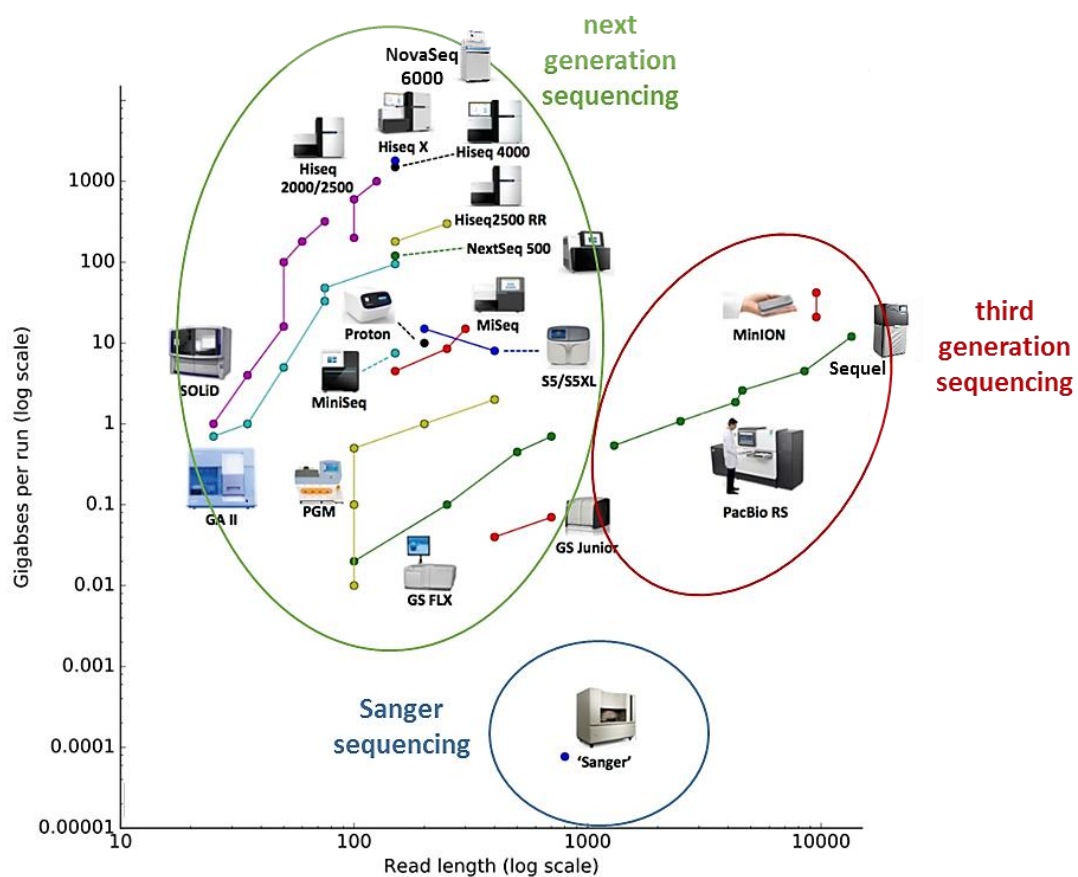 next
generation
sequencing
NovaSeq
6000
Hiseq X
Hiseq 4000
Hiseq
2000/2500
Hiseq2500 RR
NextSeq 500
Proton
MiSeq
MiniSeq
S5/S5XL
SOLiD
GA II
PGM
GS FLX
GS Junior
MinION
Sequel
PacBio RS
third
generation
sequencing
Sanger
sequencing
'Sanger'
Gigabses per run (log scale)
1000
100
10
1
0.1
0.01
0.001
0.0001
0.00001
10
100
1000
10000
Read length (log scale)